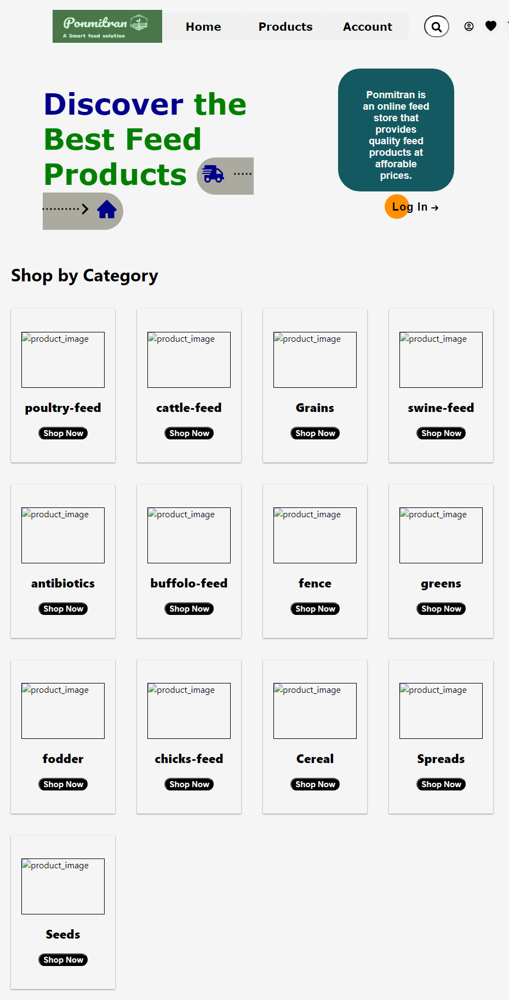 Ponmitran
A Smart feed solution
Home Products Account
Discover the
Best Feed
Products
Ponmitran is
an online feed
store that
provides
quality feed
products at
afforable
prices.
Log In →
Shop by Category
product_image product_image product_image product_image
poultry-feed cattle-feed Grains swine-feed
Shop Now Shop Now Shop Now Shop Now
product_image product_image product_image product_image
antibiotics buffolo-feed fence greens
Shop Now Shop Now Shop Now Shop Now
product_image product_image product_image product_image
fodder chicks-feed Cereal Spreads
Shop Now Shop Now Shop Now Shop Now
product_image
Seeds
Shop Now